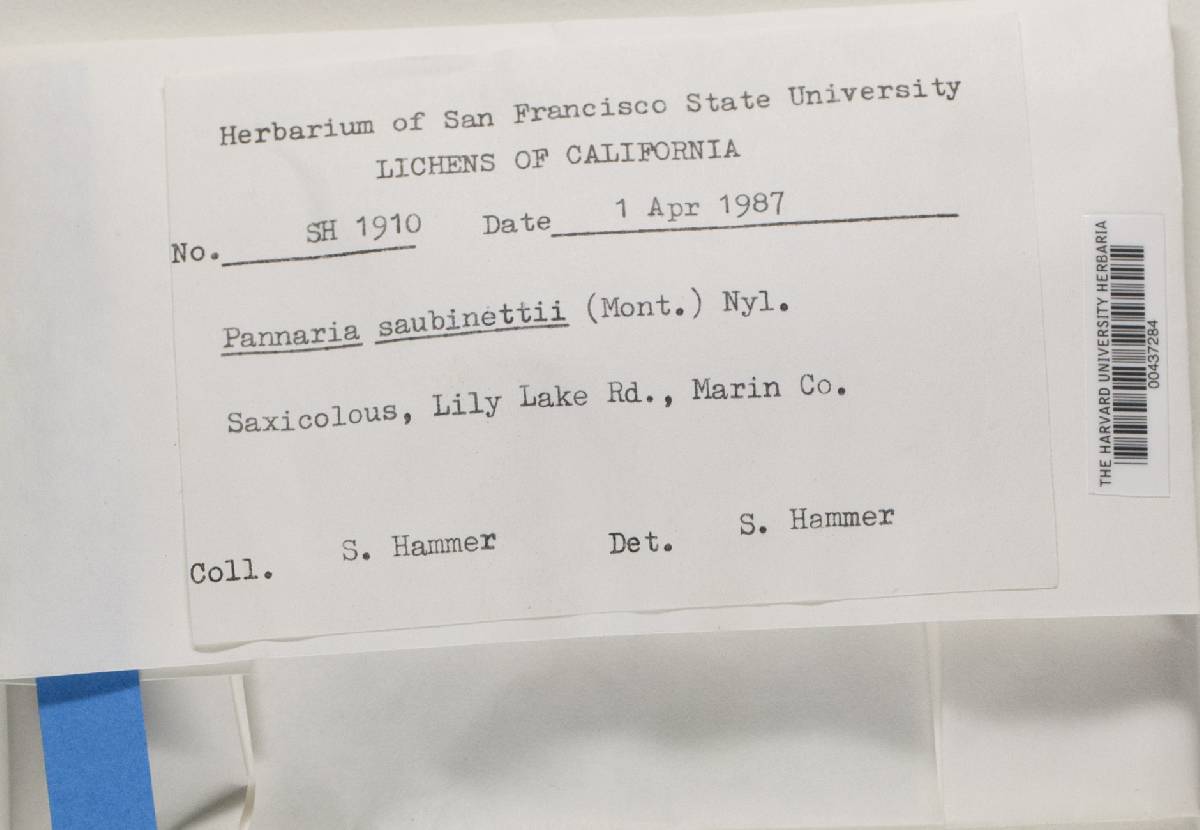 Herbarium of San Francisco State University
LICHENS OF CALIFORNIA
No. SH 1910 Date 1 Apr 1987
Pannaria saubinettii (Mont.) Nyl.
Saxicolous, Lily Lake Rd., Marin Co.
Coll. S. Hammer Det. S. Hammer
THE HARVARD UNIVERSITY HERBARIA
00437284